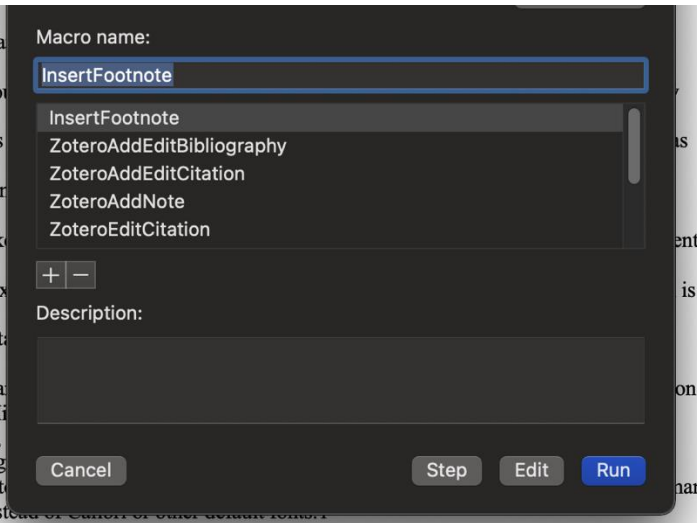 Macro name:
InsertFootnote
InsertFootnote
ZoteroAddEditBibliography
ZoteroAddEditCitation
ZoteroAddNote
ZoteroEditCitation
+ −
Description:
Cancel Step Edit Run